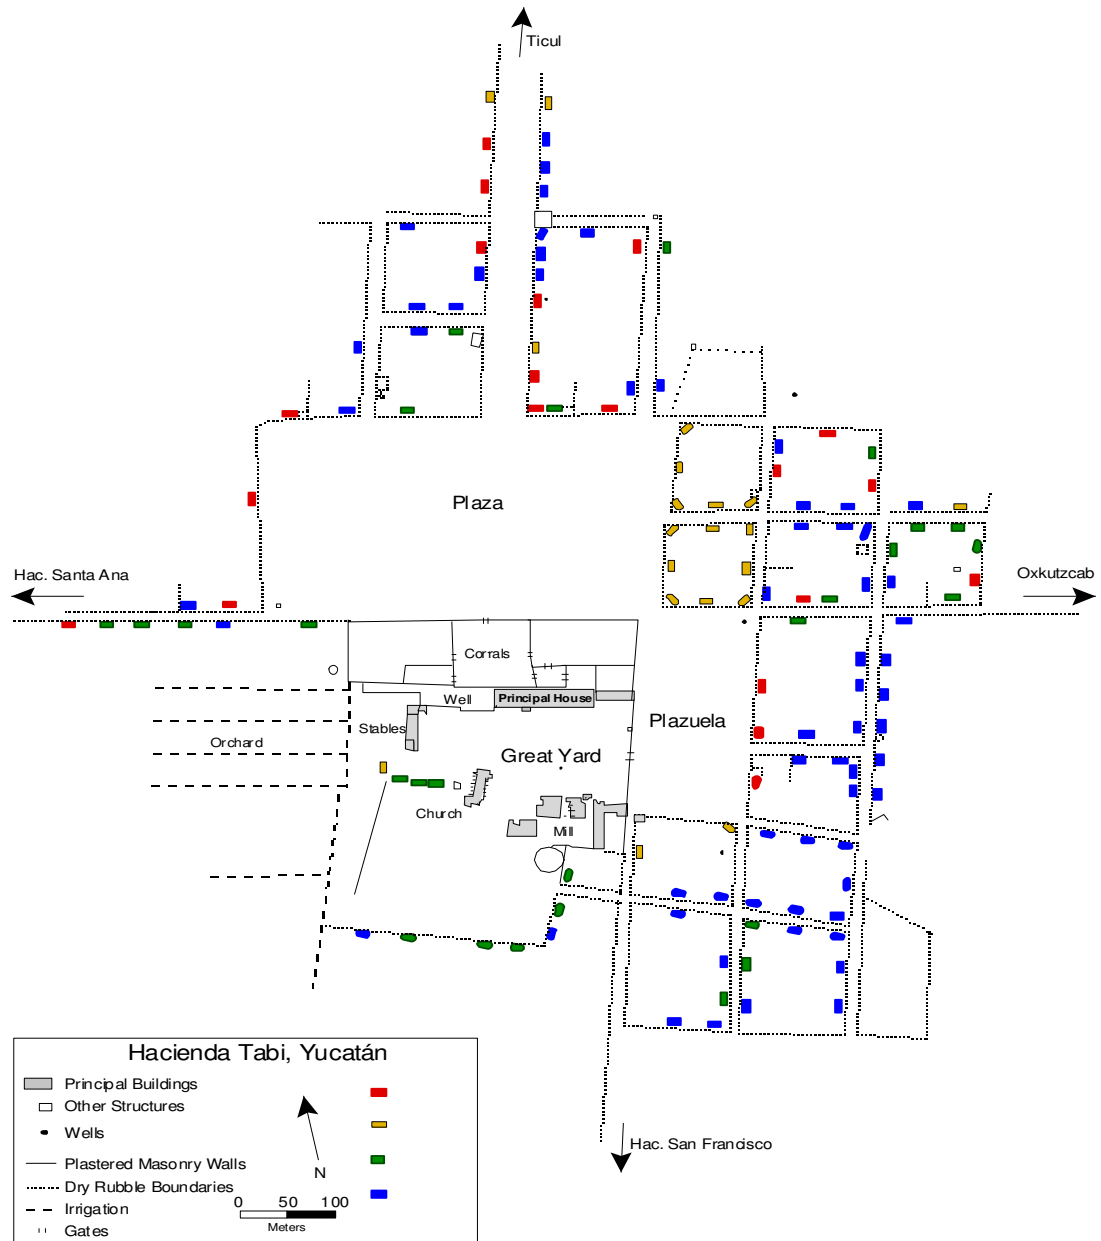 Ticul
Plaza
Hac. Santa Ana
Oxkutzcab
Corrals
Well
Principal House
Plazuela
Stables
Orchard
Great Yard
Church
Mill
Hac. San Francisco
Hacienda Tabi, Yucatán
Principal Buildings
Other Structures
Wells
Plastered Masonry Walls
Dry Rubble Boundaries
Irrigation
Gates
N
0 50 100
Meters